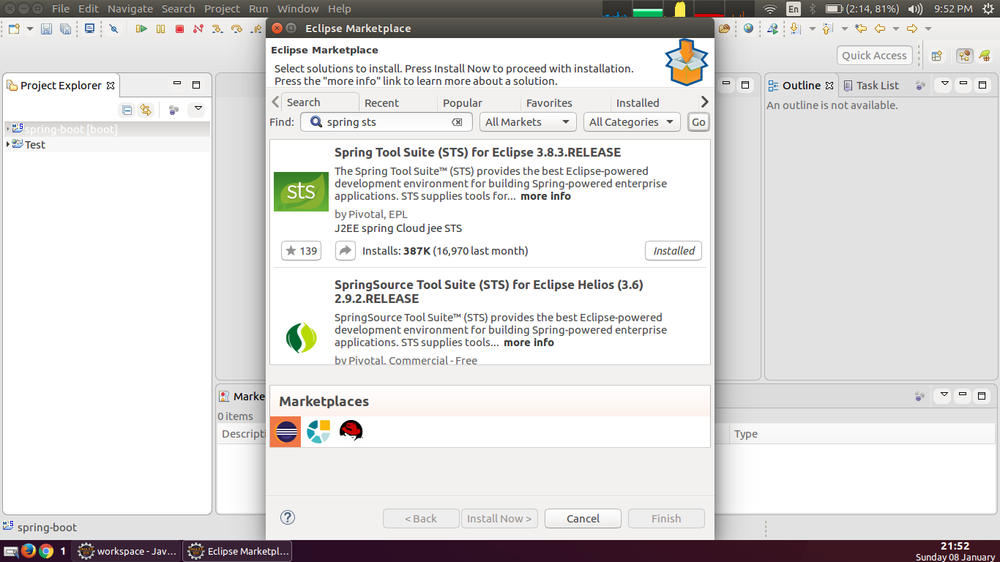 File Edit Navigate Search Project Run Window Help
En (2:14, 81%) 9:52 PM
Eclipse Marketplace
Quick Access
Eclipse Marketplace
Select solutions to install. Press Install Now to proceed with installation.
Press the "more info" link to learn more about a solution.
Project Explorer
Outline Task List
An outline is not available.
Search Recent Popular Favorites Installed
Find: spring sts All Markets All Categories Go
spring-boot [boot]
Test
Spring Tool Suite (STS) for Eclipse 3.8.3.RELEASE
sts
The Spring Tool Suite™ (STS) provides the best Eclipse-powered
development environment for building Spring-powered enterprise
applications. STS supplies tools for... more info
by Pivotal, EPL
J2EE spring Cloud jee STS
139 Installs: 387K (16,970 last month) Installed
SpringSource Tool Suite (STS) for Eclipse Helios (3.6)
2.9.2.RELEASE
SpringSource Tool Suite™ (STS) provides the best Eclipse-powered
development environment for building Spring-powered enterprise
applications. STS supplies tools... more info
by Pivotal, Commercial - Free
Marke
0 items
Descripti Type
Marketplaces
< Back Install Now > Cancel Finish
spring-boot
1 workspace - Jav... Eclipse Marketpl...
21:52
Sunday 08 January